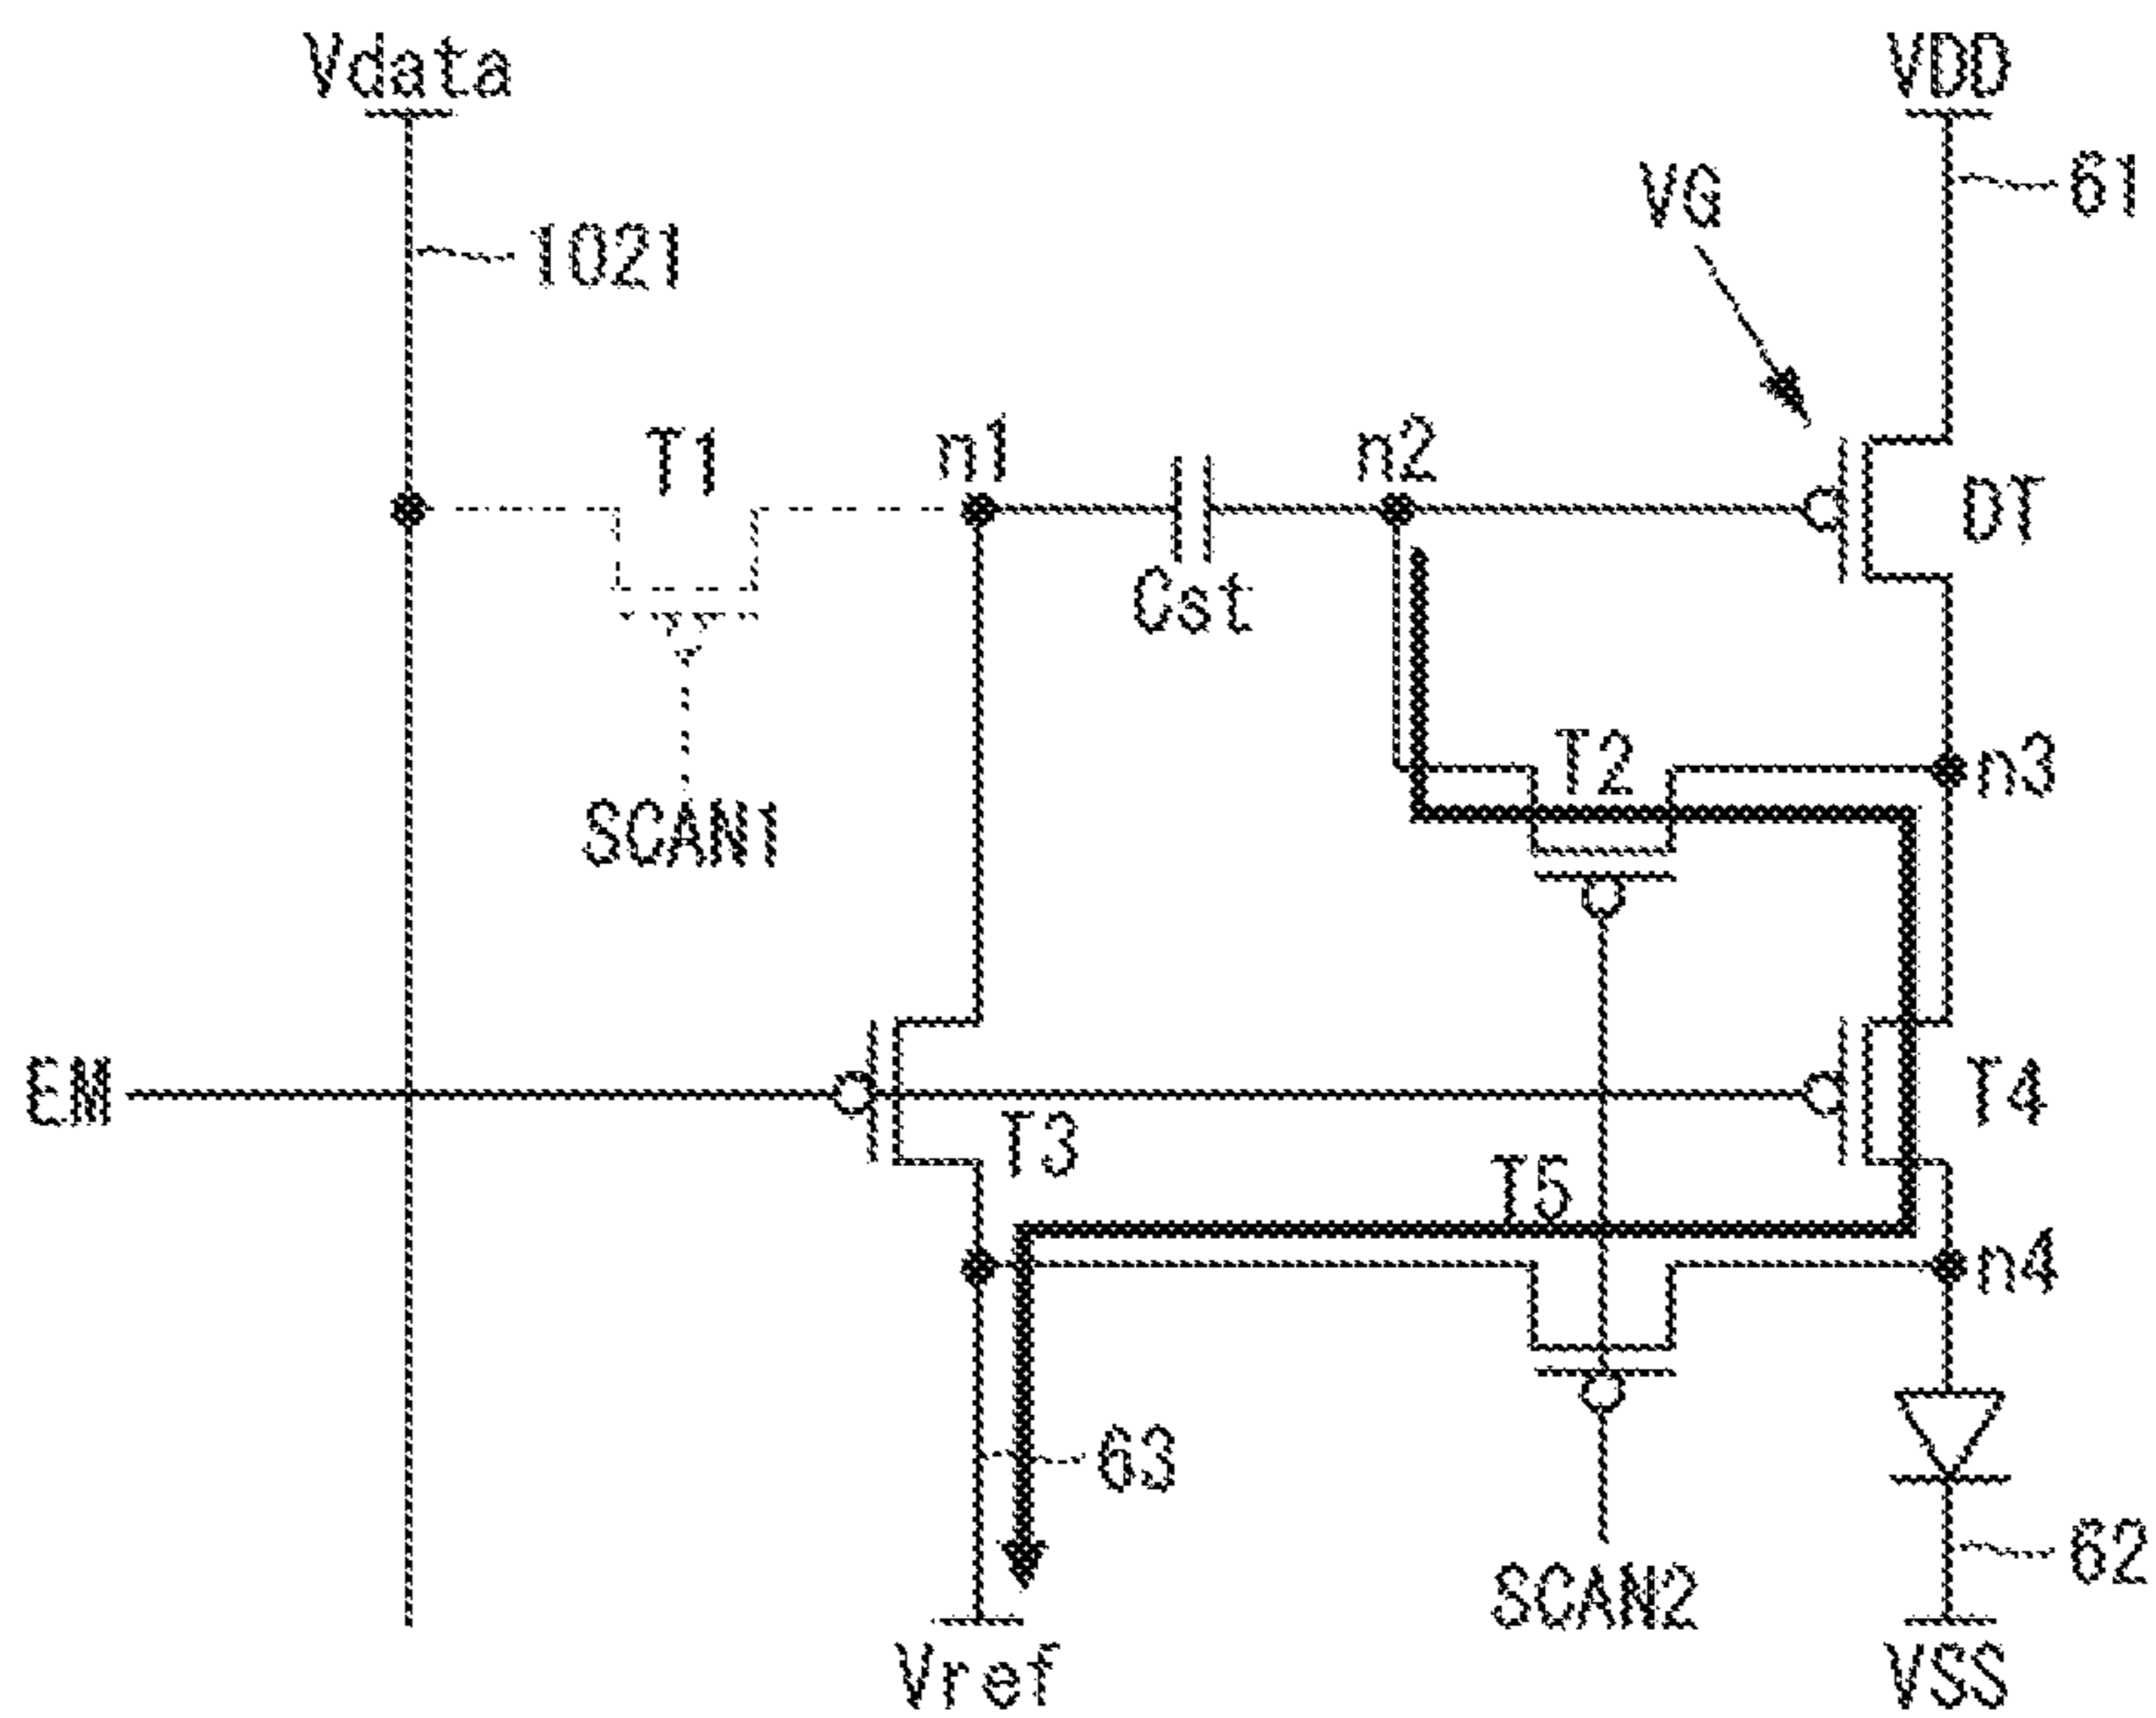 Vdata
VDD
61
VG
1021
T1
n1
n2
DT
Cst
T2
n3
SCAN1
EM
T3
T4
T5
n4
63
62
SCAN2
Vref
VSS